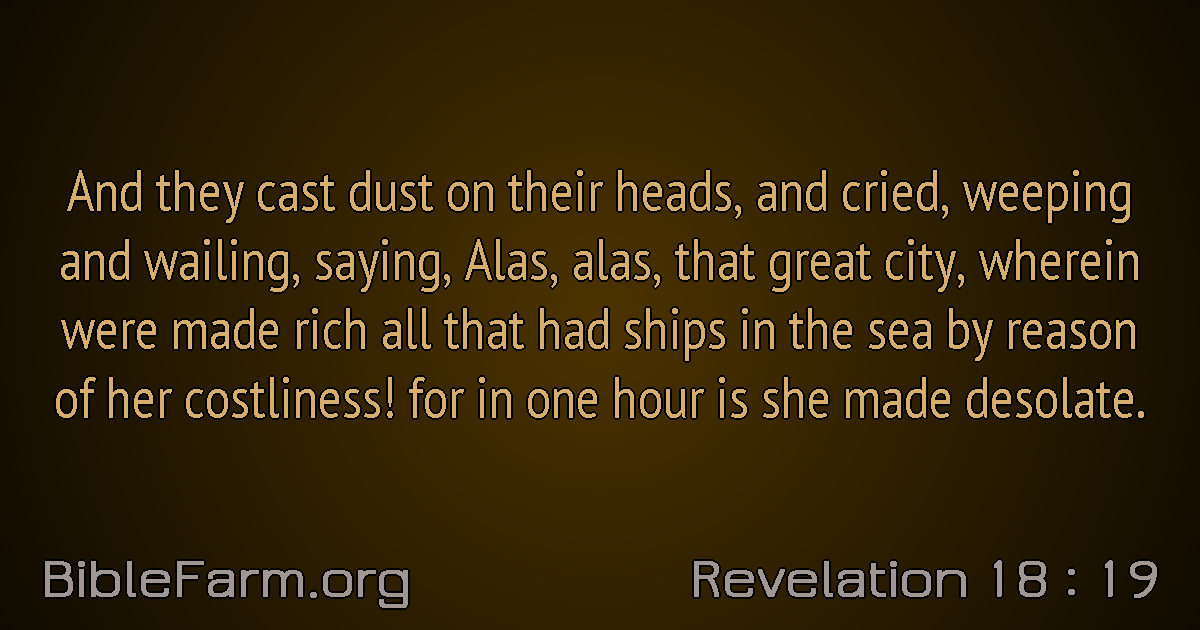 And they cast dust on their heads, and cried, weeping
and wailing, saying, Alas, alas, that great city, wherein
were made rich all that had ships in the sea by reason
of her costliness! for in one hour is she made desolate.
BibleFarm.org
Revelation 18 : 19